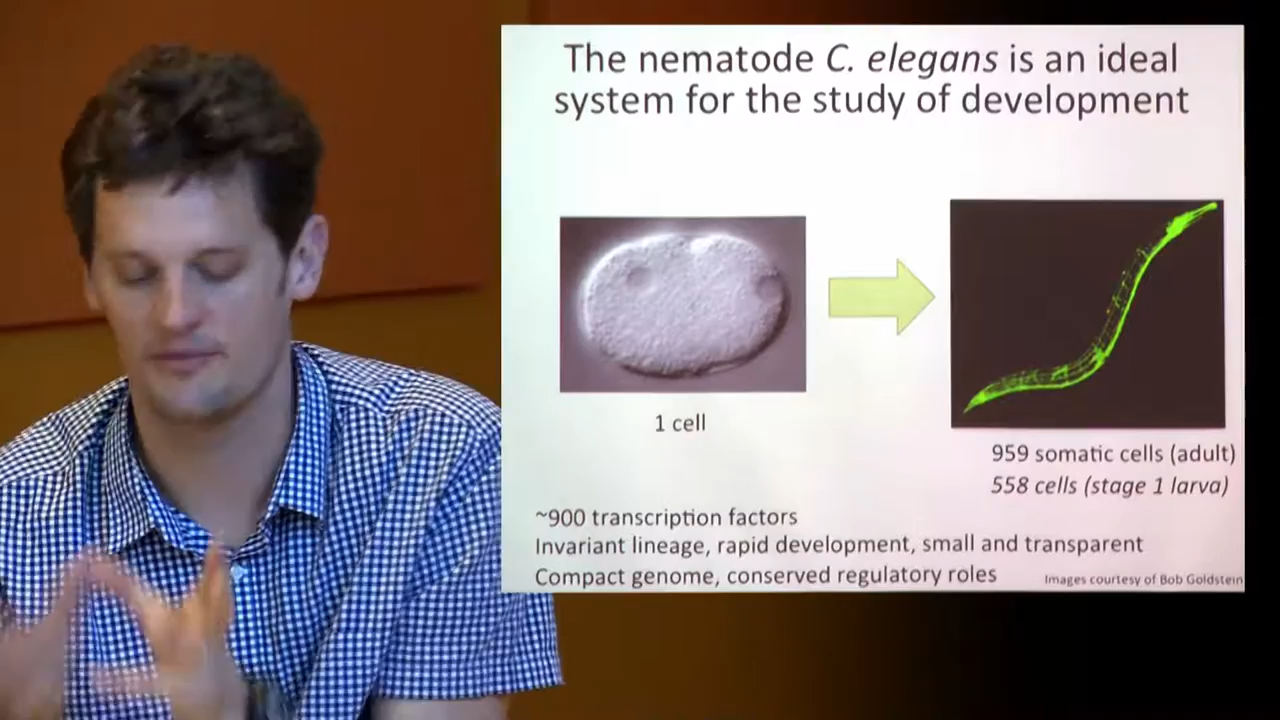 The nematode C. elegans is an ideal
system for the study of development
1 cell
959 somatic cells (adult)
558 cells (stage 1 larva)
~900 transcription factors
Invariant lineage, rapid development, small and transparent
Compact genome, conserved regulatory roles
Images courtesy of Bob Goldstein